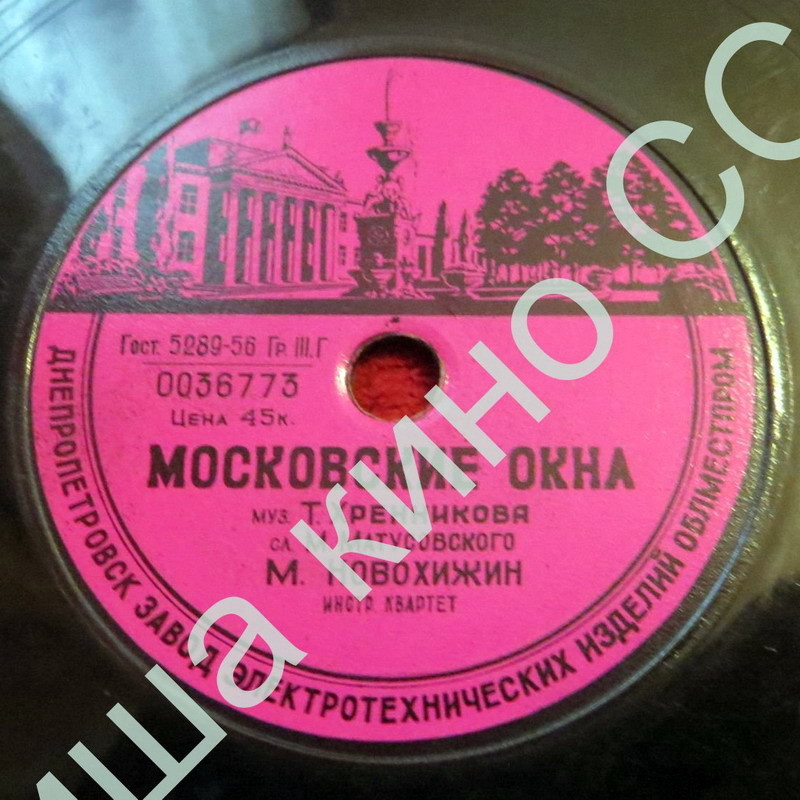 Гост. 5289-56 Гр. III. Г
0036773
Цена 45к.
МОСКОВСКИЕ ОКНА
муз. Т. Хренникова
сл. М. Матусовского
М. НОВОХИЖИН
ИНСТР. КВАРТЕТ
ДНЕПРОПЕТРОВСК ЗАВОД ЭЛЕКТРОТЕХНИЧЕСКИХ ИЗДЕЛИЙ ОБЛМЕСТПРОМ
кино СС